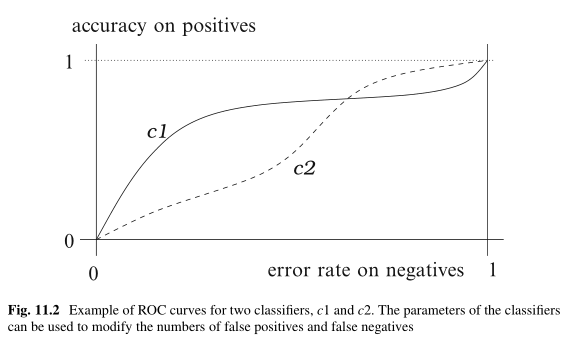 accuracy on positives
1
c1
c2
0
0
error rate on negatives
1
Fig. 11.2 Example of ROC curves for two classifiers, c1 and c2. The parameters of the classifiers
can be used to modify the numbers of false positives and false negatives